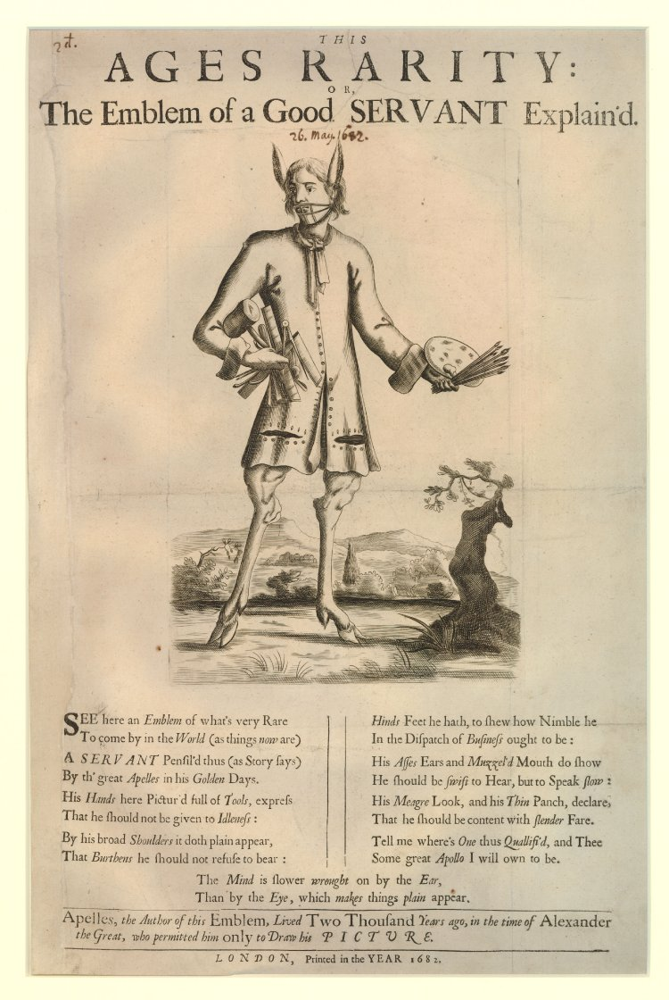 2d.
THIS
AGES RARITY:
OR,
The Emblem of a Good SERVANT Explain'd.
26. May. 1682.
SEE here an Emblem of what's very Rare
To come by in the World (as things now are)
A SERVANT Pensil'd thus (as Story ſays)
By th' great Apelles in his Golden Days.
His Hands here Pictur'd full of Tools, expreſs
That he ſhould not be given to Idleneſs:
By his broad Shoulders it doth plain appear,
That Burthens he ſhould not refuſe to bear:
Hinds Feet he hath, to ſhew how Nimble he
In the Diſpatch of Buſineſs ought to be:
His Aſſes Ears and Muzzel'd Mouth do ſhow
He ſhould be ſwift to Hear, but to Speak ſlow:
His Meagre Look, and his Thin Panch, declare,
That he ſhould be content with ſlender Fare.
Tell me where's One thus Qualliſi'd, and Thee
Some great Apollo I will own to be.
The Mind is ſlower wrought on by the Ear,
Than by the Eye, which makes things plain appear.
Apelles, the Author of this Emblem, Lived Two Thouſand Years ago, in the time of Alexander
the Great, who permitted him only to Draw his PICTURE.
LONDON, Printed in the YEAR 1682.